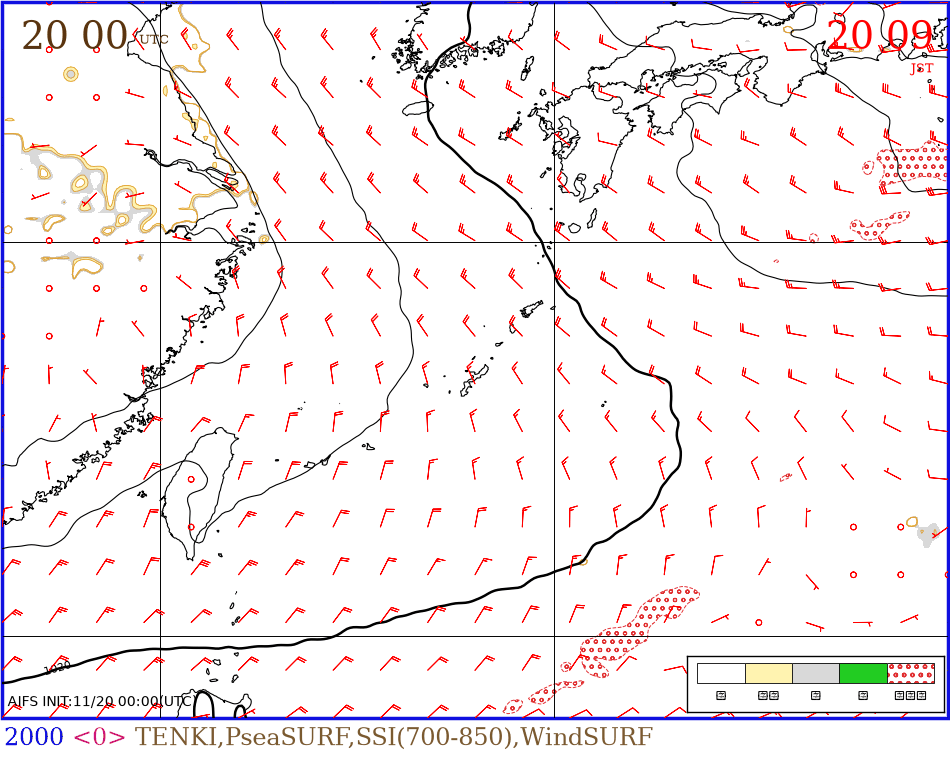 20 00 UTC
20 09
JST
1020
AIFS INIT:11/20 00:00(UTC)
2000 <0> TENKI,PseaSURF,SSI(700-850),WindSURF